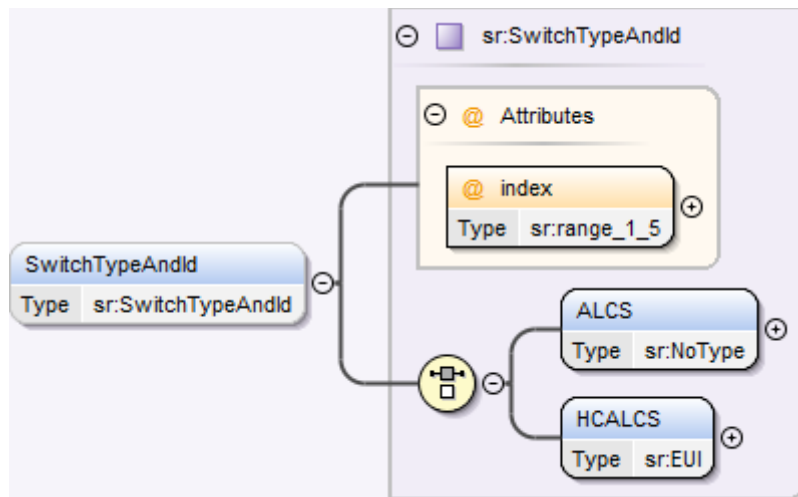 sr:SwitchTypeAndId
@ Attributes
@ index
Type sr:range_1_5
SwitchTypeAndId
Type sr:SwitchTypeAndId
ALCS
Type sr:NoType
HCALCS
Type sr:EUI